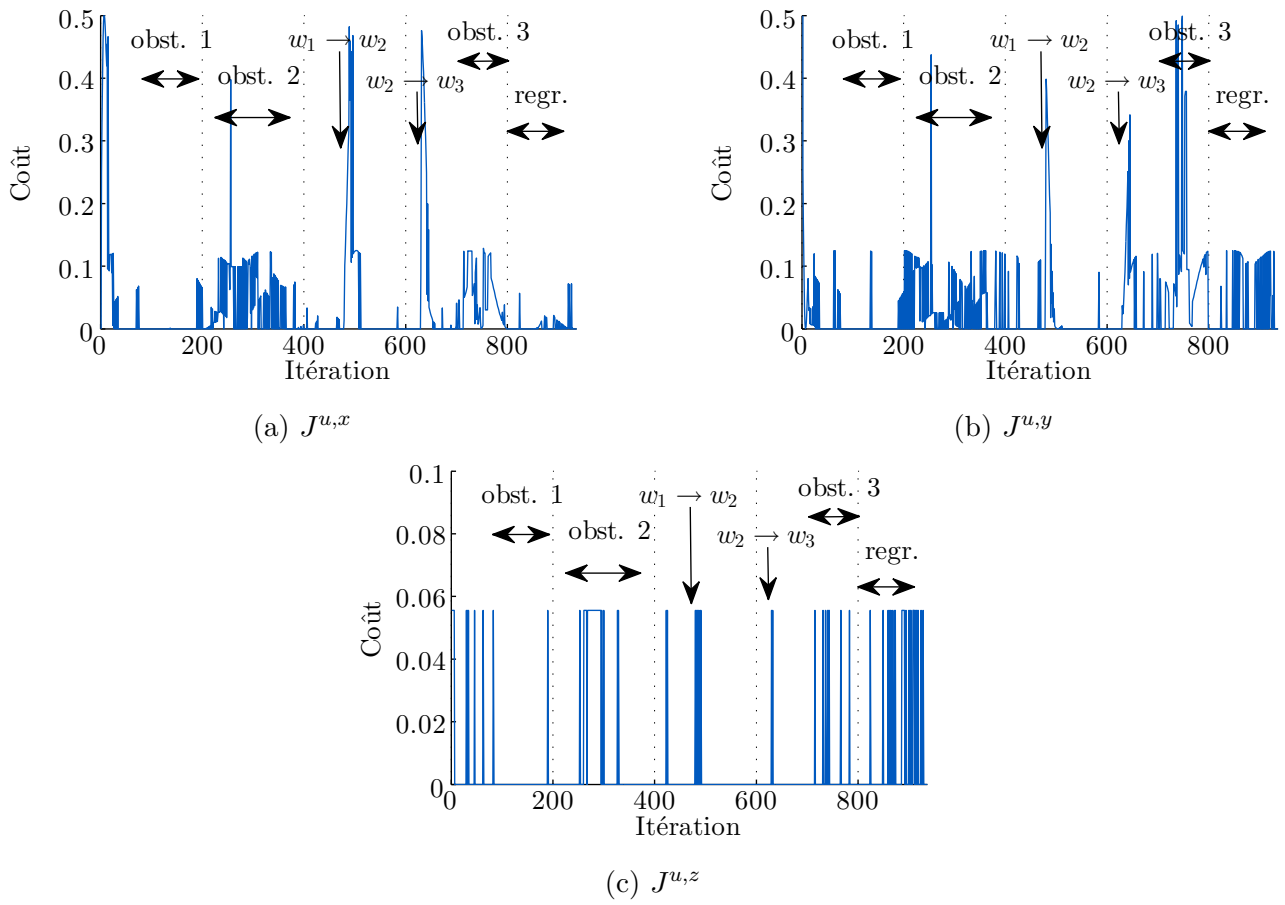 0.5
0.4
0.3
0.2
0.1
0
Coût
obst. 1
obst. 2
w1 → w2
w2 → w3
obst. 3
regr.
0 200 400 600 800
Itération
(a) J^{u,x}
0.5
0.4
0.3
0.2
0.1
0
Coût
obst. 1
obst. 2
w1 → w2
w2 → w3
obst. 3
regr.
0 200 400 600 800
Itération
(b) J^{u,y}
0.1
0.08
0.06
0.04
0.02
0
Coût
obst. 1
obst. 2
w1 → w2
w2 → w3
obst. 3
regr.
0 200 400 600 800
Itération
(c) J^{u,z}